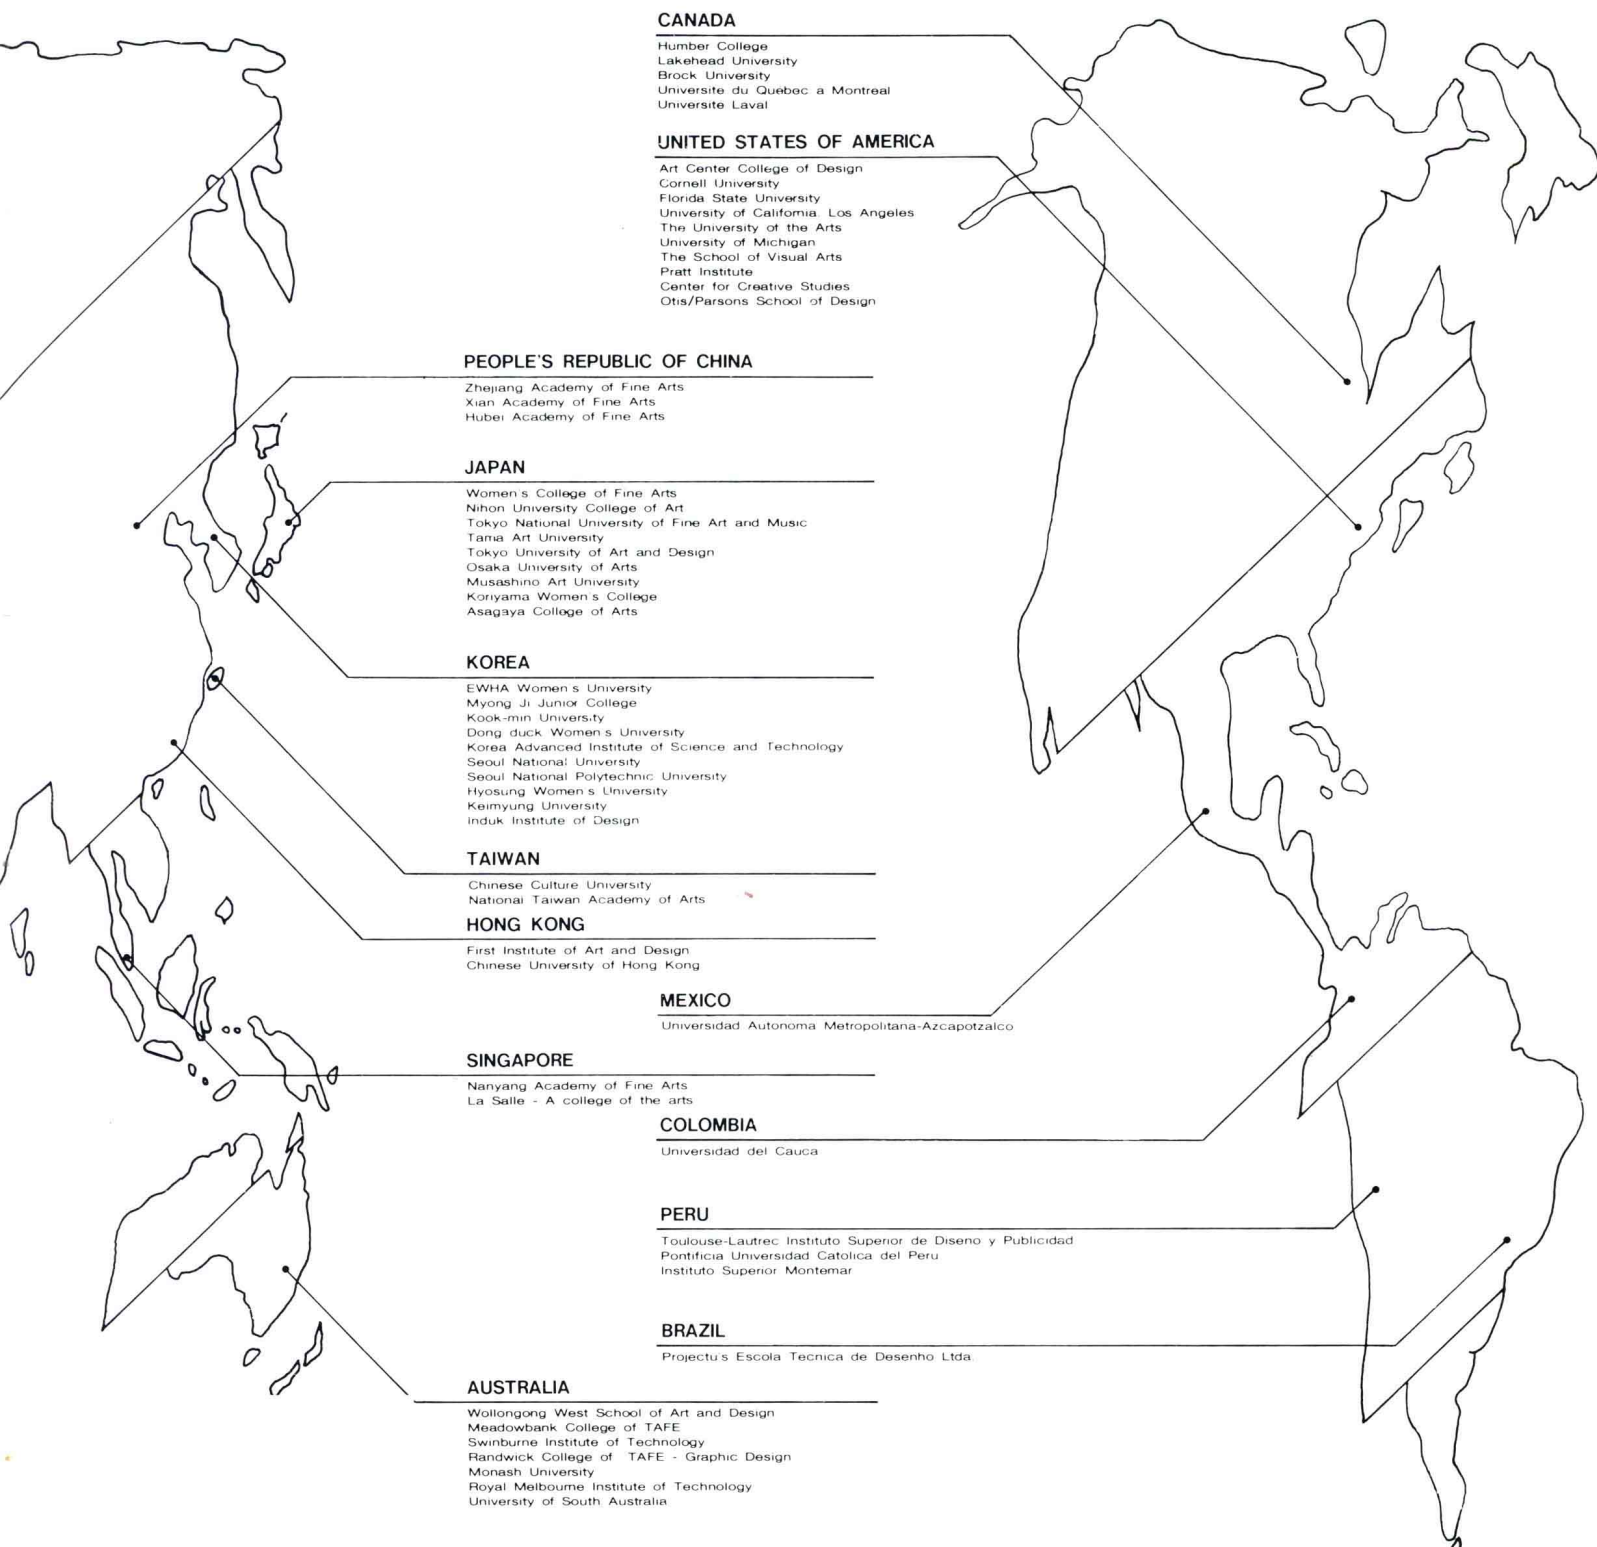 CANADA
Humber College
Lakehead University
Brock University
Universite du Quebec a Montreal
Universite Laval
UNITED STATES OF AMERICA
Art Center College of Design
Cornell University
Florida State University
University of California Los Angeles
The University of the Arts
University of Michigan
The School of Visual Arts
Pratt Institute
Center for Creative Studies
Otis/Parsons School of Design
PEOPLE'S REPUBLIC OF CHINA
Zhejiang Academy of Fine Arts
Xian Academy of Fine Arts
Hubei Academy of Fine Arts
JAPAN
Women's College of Fine Arts
Nihon University College of Art
Tokyo National University of Fine Art and Music
Tama Art University
Tokyo University of Art and Design
Osaka University of Arts
Musashino Art University
Koriyama Women's College
Asagaya College of Arts
KOREA
EWHA Women's University
Myong Ji Junior College
Kook-min University
Dong duck Women's University
Korea Advanced Institute of Science and Technology
Seoul National University
Seoul National Polytechnic University
Hyosung Women's University
Keimyung University
Induk Institute of Design
TAIWAN
Chinese Culture University
National Taiwan Academy of Arts
HONG KONG
First Institute of Art and Design
Chinese University of Hong Kong
MEXICO
Universidad Autonoma Metropolitana-Azcapotzalco
SINGAPORE
Nanyang Academy of Fine Arts
La Salle - A college of the arts
COLOMBIA
Universidad del Cauca
PERU
Toulouse-Lautrec Instituto Superior de Diseno y Publicidad
Pontificia Universidad Catolica del Peru
Instituto Superior Montemar
BRAZIL
Projectu's Escola Tecnica de Desenho Ltda
AUSTRALIA
Wollongong West School of Art and Design
Meadowbank College of TAFE
Swinburne Institute of Technology
Randwick College of TAFE - Graphic Design
Monash University
Royal Melbourne Institute of Technology
University of South Australia